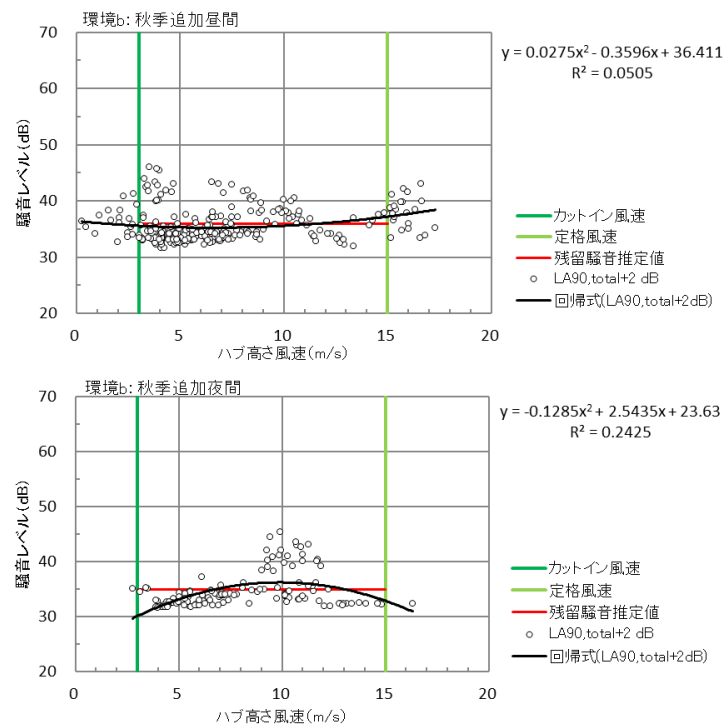 環境b: 秋季追加昼間
70
60
50
40
30
20
騒音レベル(dB)
0
5
10
15
20
ハブ高さ風速(m/s)
y = 0.0275x² - 0.3596x + 36.411
R² = 0.0505
カットイン風速
定格風速
残留騒音推定値
LA90,total+2 dB
回帰式(LA90,total+2dB)
環境b: 秋季追加夜間
70
60
50
40
30
20
騒音レベル(dB)
0
5
10
15
20
ハブ高さ風速(m/s)
y = -0.1285x² + 2.5435x + 23.63
R² = 0.2425
カットイン風速
定格風速
残留騒音推定値
LA90,total+2 dB
回帰式(LA90,total+2dB)